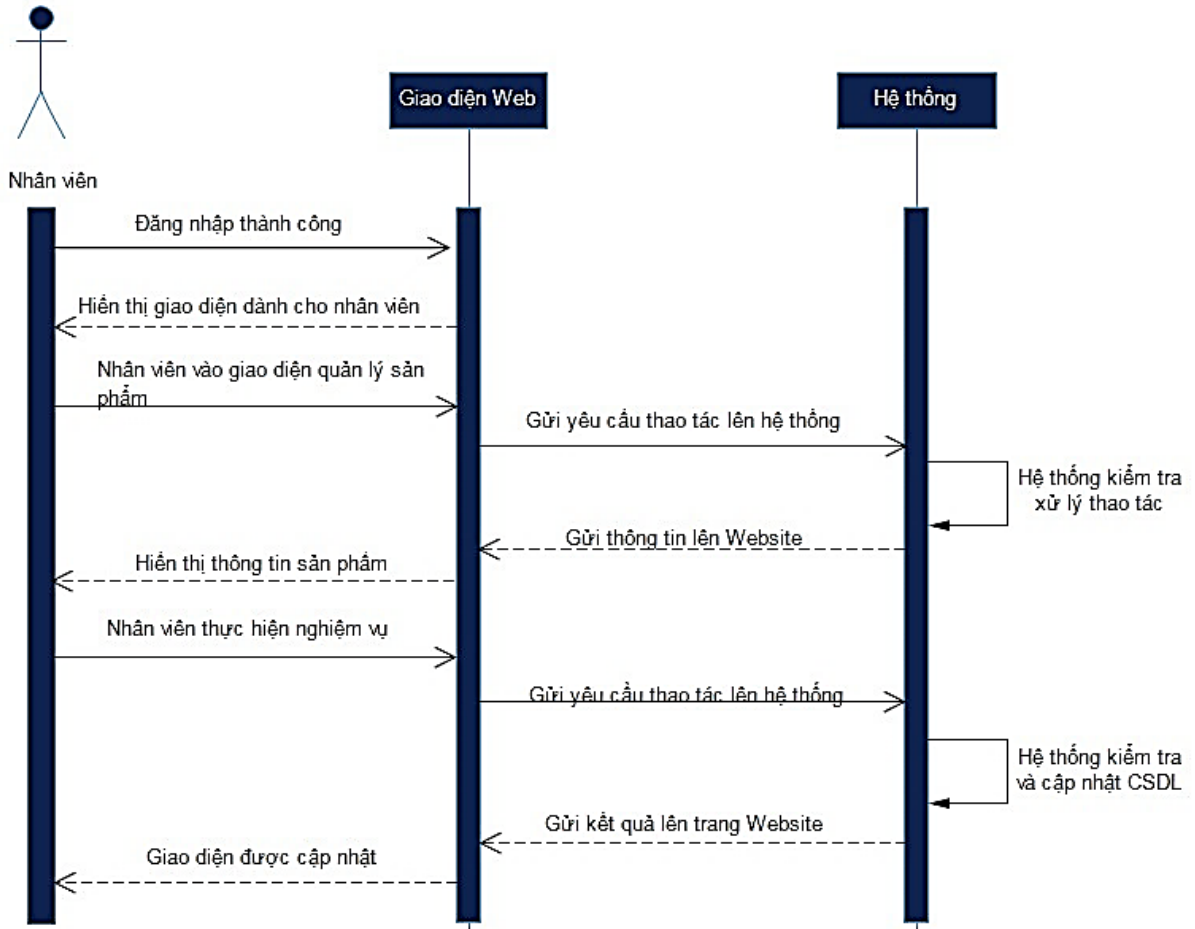 Giao diện Web
Hệ thống
Nhân viên
Đăng nhập thành công
Hiển thị giao diện dành cho nhân viên
Nhân viên vào giao diện quản lý sản
phẩm
Gửi yêu cầu thao tác lên hệ thống
Hệ thống kiểm tra
xử lý thao tác
Gửi thông tin lên Website
Hiển thị thông tin sản phẩm
Nhân viên thực hiện nghiệm vụ
Gửi yêu cầu thao tác lên hệ thống
Hệ thống kiểm tra
và cập nhật CSDL
Gửi kết quả lên trang Website
Giao diện được cập nhật